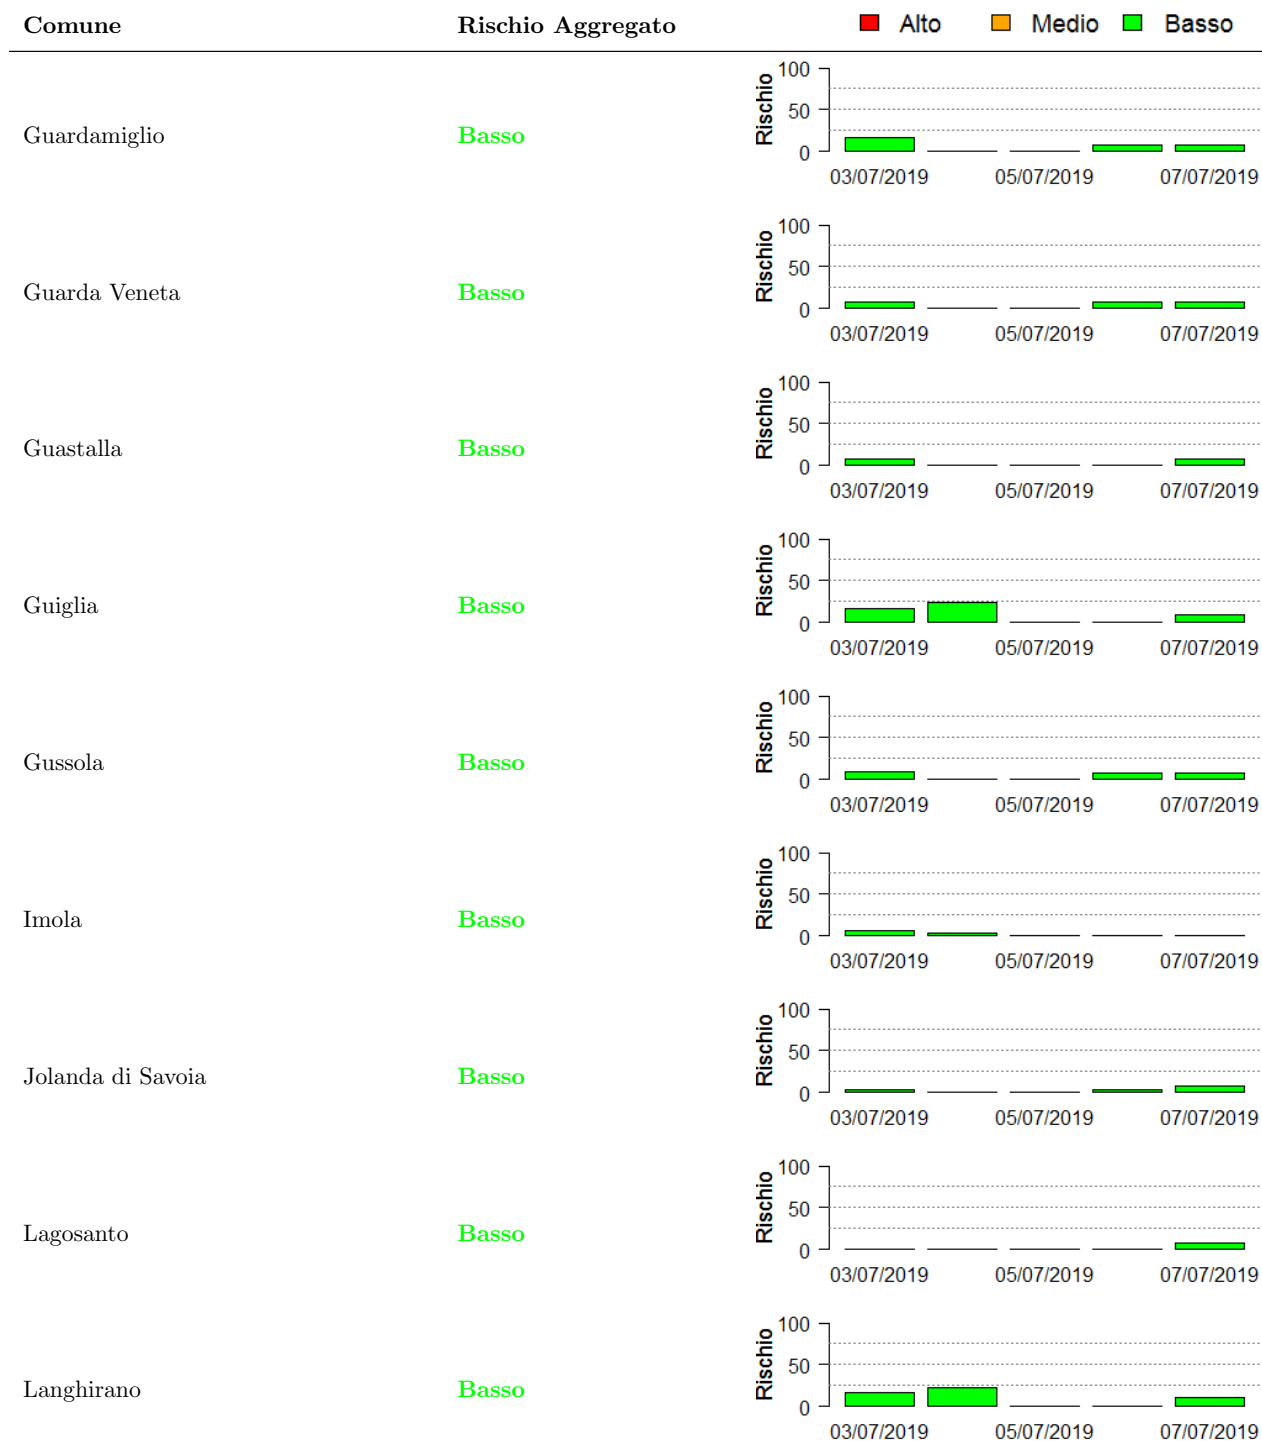 Comune Rischio Aggregato Alto Medio Basso
100
50
0
Rischio
Guardamiglio Basso
03/07/2019 05/07/2019 07/07/2019
100
50
0
Rischio
Guarda Veneta Basso
03/07/2019 05/07/2019 07/07/2019
100
50
0
Rischio
Guastalla Basso
03/07/2019 05/07/2019 07/07/2019
100
50
0
Rischio
Guiglia Basso
03/07/2019 05/07/2019 07/07/2019
100
50
0
Rischio
Gussola Basso
03/07/2019 05/07/2019 07/07/2019
100
50
0
Rischio
Imola Basso
03/07/2019 05/07/2019 07/07/2019
100
50
0
Rischio
Jolanda di Savoia Basso
03/07/2019 05/07/2019 07/07/2019
100
50
0
Rischio
Lagosanto Basso
03/07/2019 05/07/2019 07/07/2019
100
50
0
Rischio
Langhirano Basso
03/07/2019 05/07/2019 07/07/2019